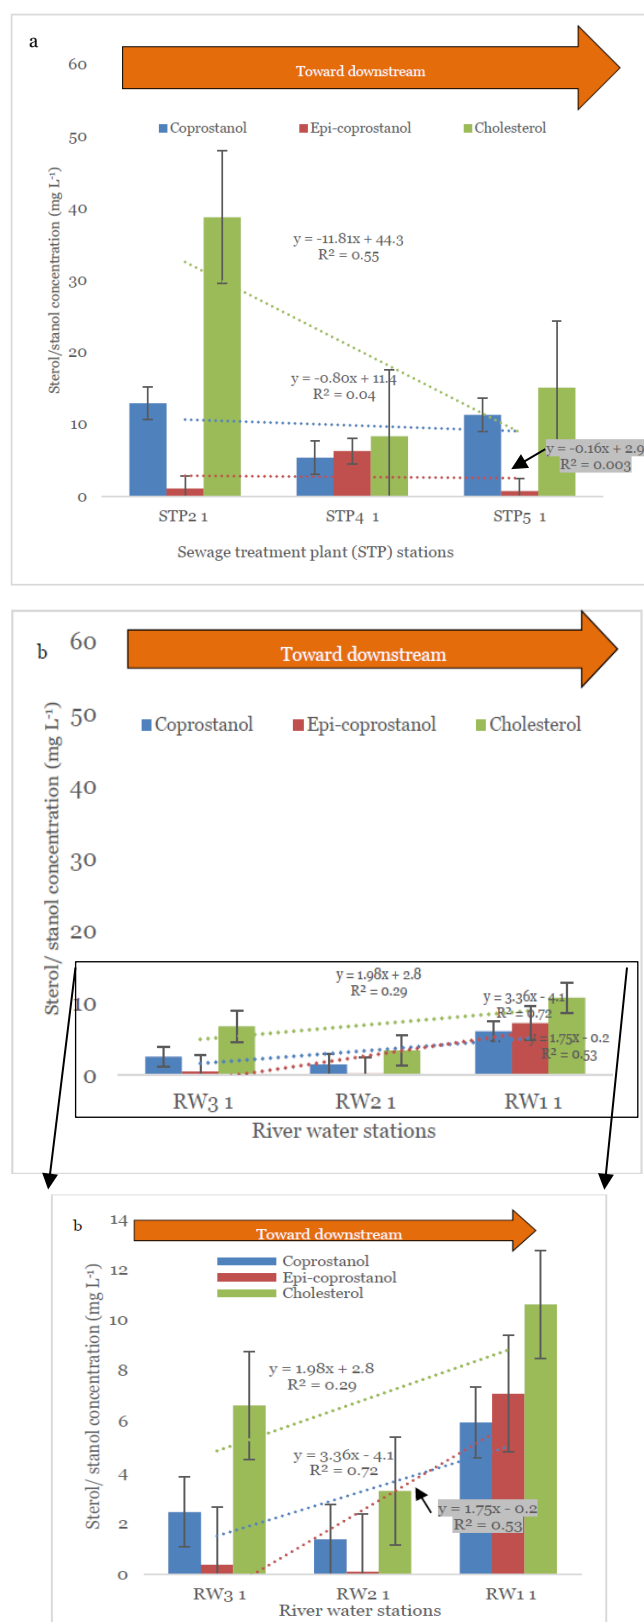 a
60
Toward downstream
50
Coprostanol Epi-coprostanol Cholesterol
Sterol/stanol concentration (mg L⁻¹)
40
y = -11.81x + 44.3
R² = 0.55
30
20
y = -0.80x + 11.4
R² = 0.04
10
y = -0.16x + 2.9
R² = 0.003
0
STP2 1 STP4 1 STP5 1
Sewage treatment plant (STP) stations
b
60
Toward downstream
50
Coprostanol Epi-coprostanol Cholesterol
Sterol/ stanol concentration (mg L⁻¹)
40
30
20
y = 1.98x + 2.8
R² = 0.29
10
y = 3.36x - 4.1
R² = 0.72
y = 1.75x - 0.2
R² = 0.53
0
RW3 1 RW2 1 RW1 1
River water stations
b
14
Toward downstream
Coprostanol
12
Epi-coprostanol
Cholesterol
Sterol/ stanol concentration (mg L⁻¹)
10
8
y = 1.98x + 2.8
R² = 0.29
6
y = 3.36x - 4.1
R² = 0.72
4
y = 1.75x - 0.2
R² = 0.53
2
0
RW3 1 RW2 1 RW1 1
River water stations